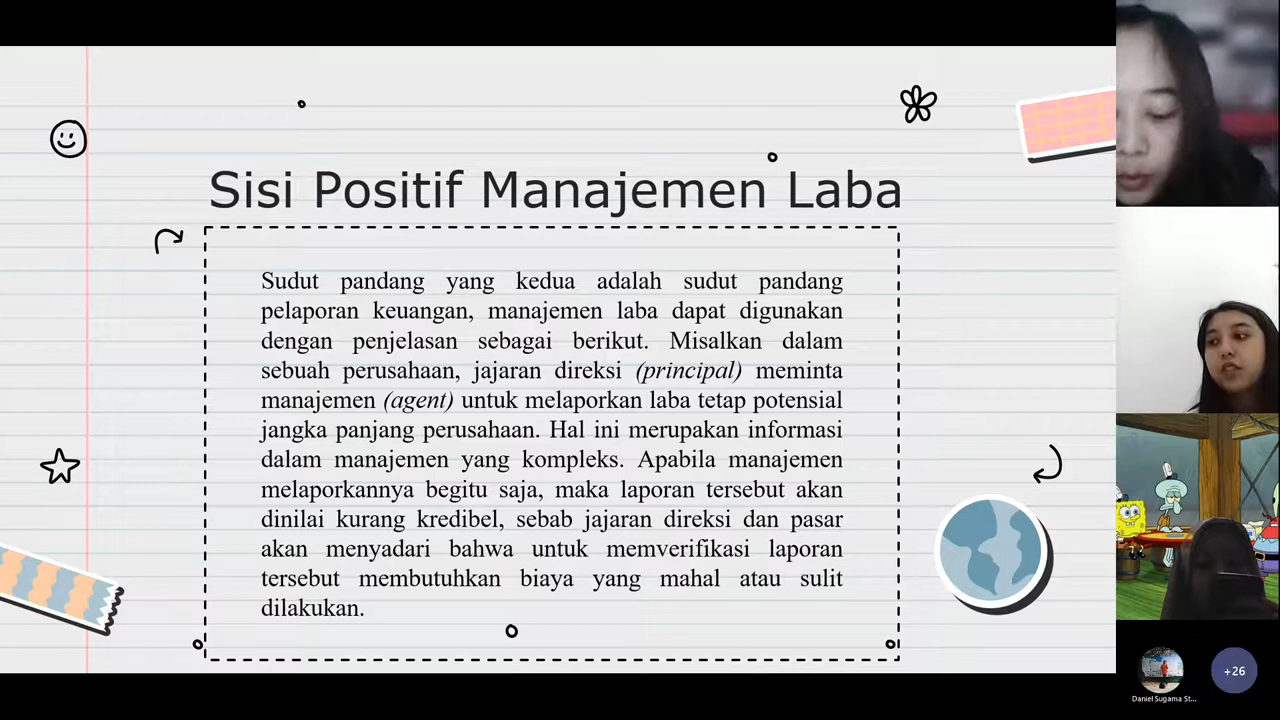 Sisi Positif Manajemen Laba
Sudut pandang yang kedua adalah sudut pandang
pelaporan keuangan, manajemen laba dapat digunakan
dengan penjelasan sebagai berikut. Misalkan dalam
sebuah perusahaan, jajaran direksi (principal) meminta
manajemen (agent) untuk melaporkan laba tetap potensial
jangka panjang perusahaan. Hal ini merupakan informasi
dalam manajemen yang kompleks. Apabila manajemen
melaporkannya begitu saja, maka laporan tersebut akan
dinilai kurang kredibel, sebab jajaran direksi dan pasar
akan menyadari bahwa untuk memverifikasi laporan
tersebut membutuhkan biaya yang mahal atau sulit
dilakukan.
Daniel Sugama St...
+26